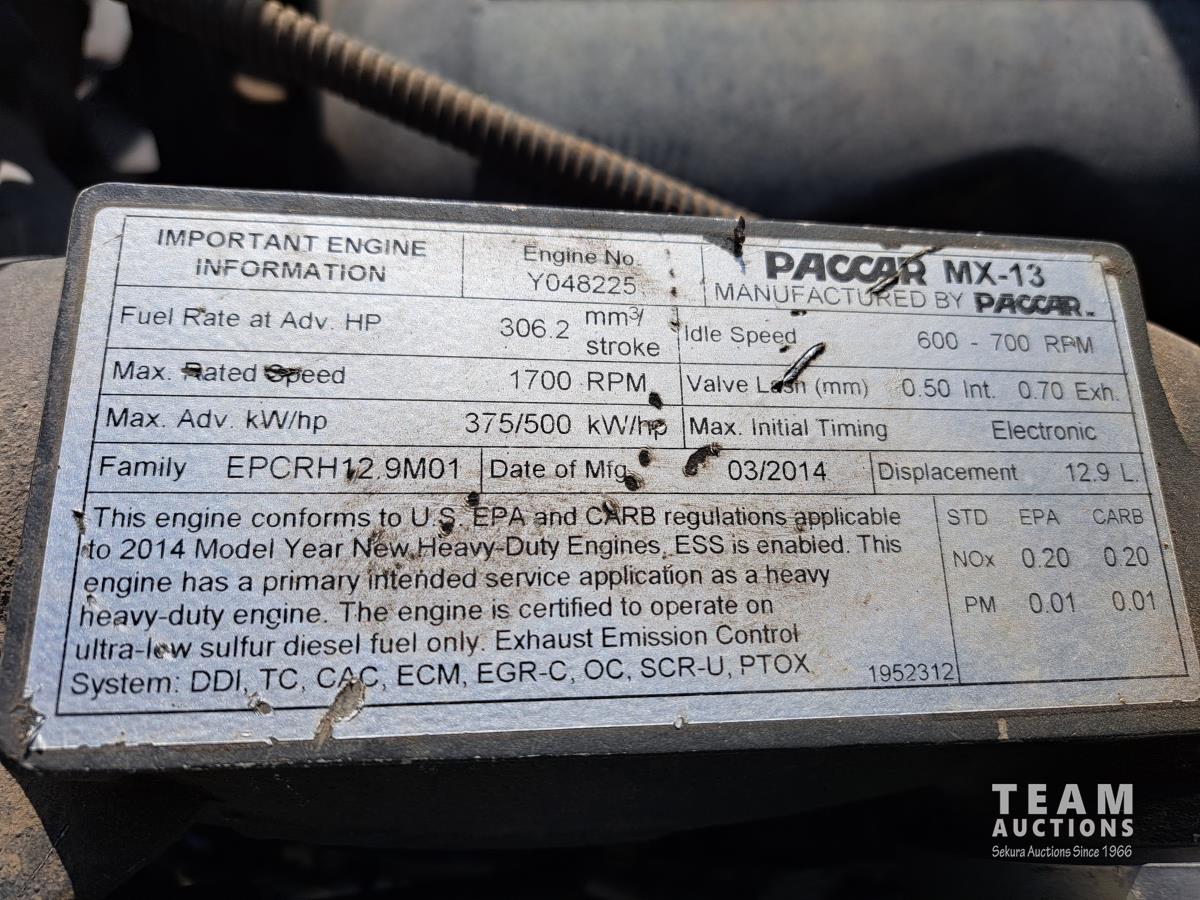 IMPORTANT ENGINE
INFORMATION
Engine No.
Y048225
PACCAR MX-13
MANUFACTURED BY PACCAR
Fuel Rate at Adv. HP 306.2 mm³/
stroke
Idle Speed 600 - 700 RPM
Max. Rated Speed 1700 RPM
Valve Lash (mm) 0.50 Int. 0.70 Exh.
Max. Adv. kW/hp 375/500 kW/hp
Max. Initial Timing Electronic
Family EPCRH12.9M01
Date of Mfg. 03/2014
Displacement 12.9 L.
This engine conforms to U.S. EPA and CARB regulations applicable
to 2014 Model Year New Heavy-Duty Engines. ESS is enabled. This
engine has a primary intended service application as a heavy
heavy-duty engine. The engine is certified to operate on
ultra-low sulfur diesel fuel only. Exhaust Emission Control
System: DDI, TC, CAC, ECM, EGR-C, OC, SCR-U, PTOX
1952312
STD EPA CARB
NOx 0.20 0.20
PM 0.01 0.01
TEAM
AUCTIONS
Sekura Auctions Since 1966